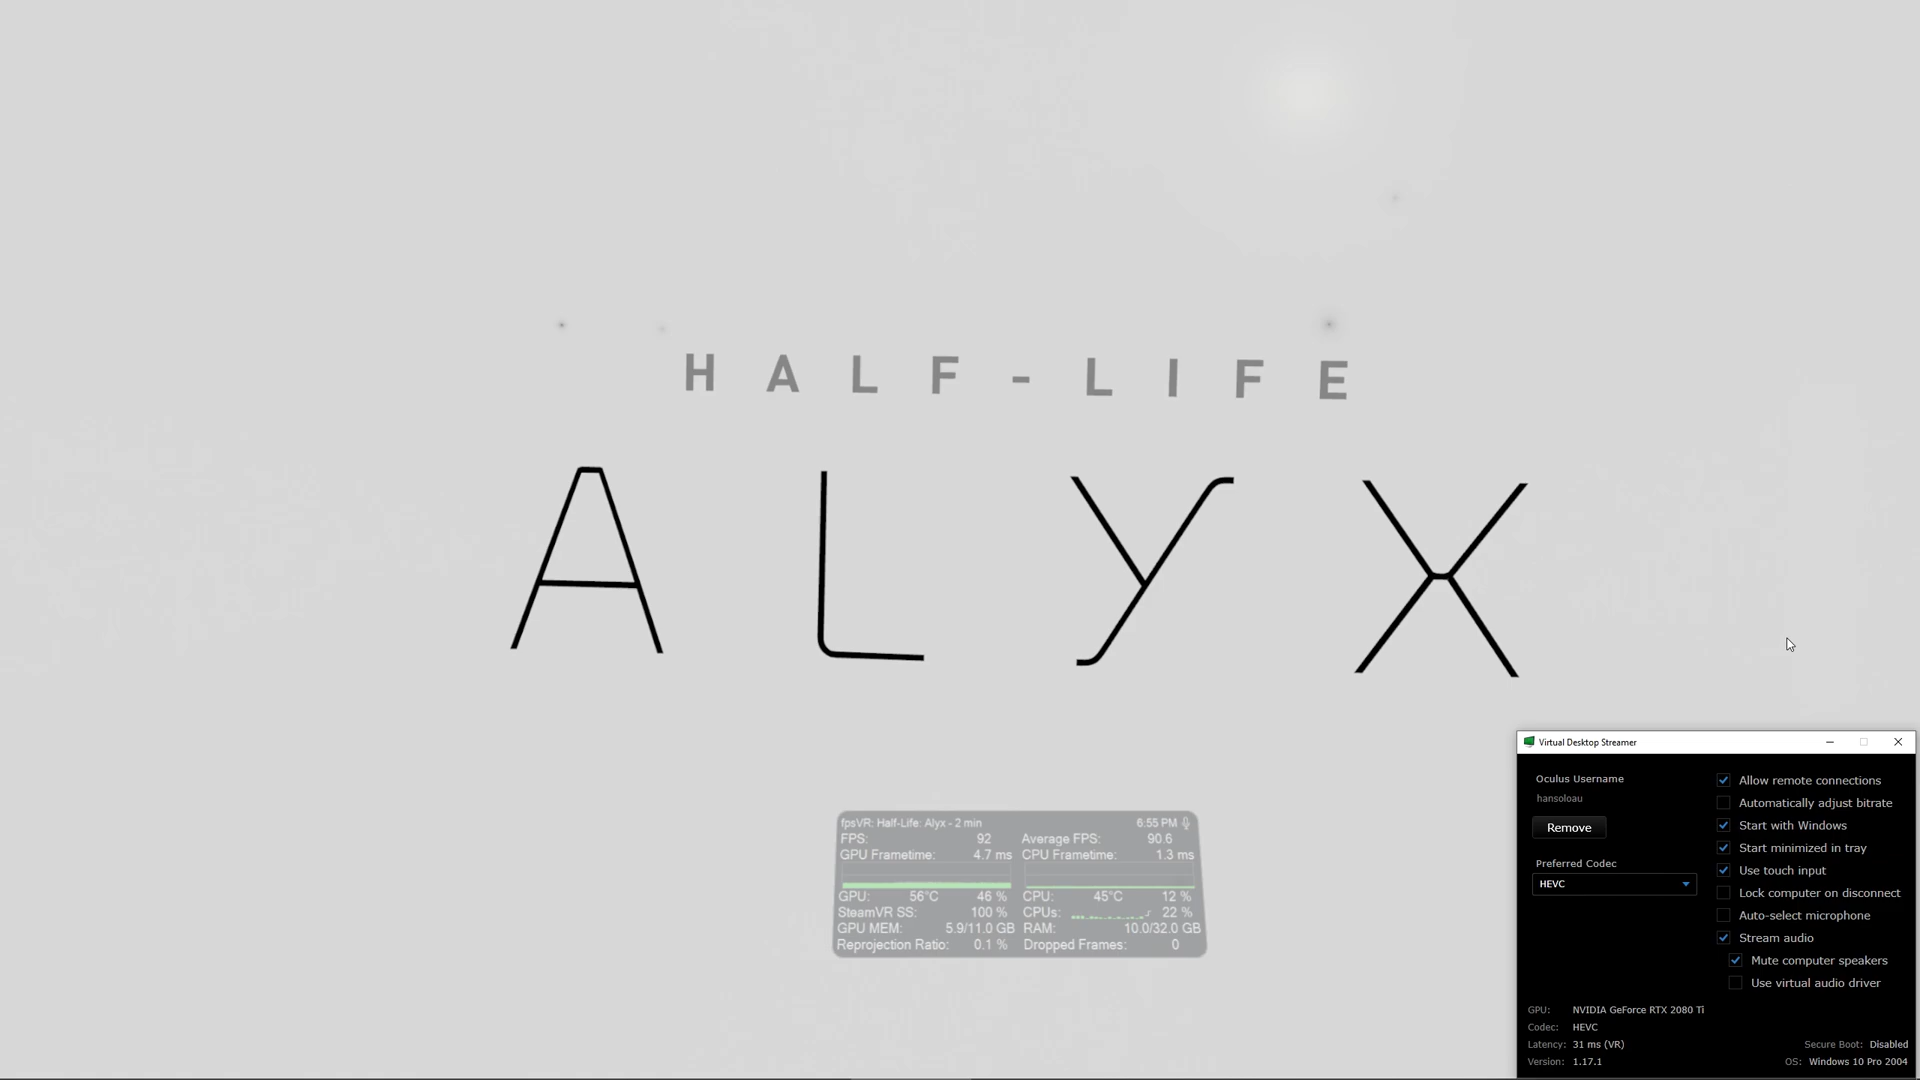 HALF-LIFE
ALYX
fpsVR: Half-Life: Alyx - 2 min 6:55 PM
FPS: 92 Average FPS: 90.6
GPU Frametime: 4.7 ms CPU Frametime: 1.3 ms
GPU: 56°C 46 % CPU: 45°C 12 %
SteamVR SS: 100 % CPUs: 22 %
GPU MEM: 5.9/11.0 GB RAM: 10.0/32.0 GB
Reprojection Ratio: 0.1 % Dropped Frames: 0
Virtual Desktop Streamer
Oculus Username
hansoloau
Remove
Preferred Codec
HEVC
Allow remote connections
Automatically adjust bitrate
Start with Windows
Start minimized in tray
Use touch input
Lock computer on disconnect
Auto-select microphone
Stream audio
Mute computer speakers
Use virtual audio driver
GPU: NVIDIA GeForce RTX 2080 Ti
Codec: HEVC
Latency: 31 ms (VR) Secure Boot: Disabled
Version: 1.17.1 OS: Windows 10 Pro 2004